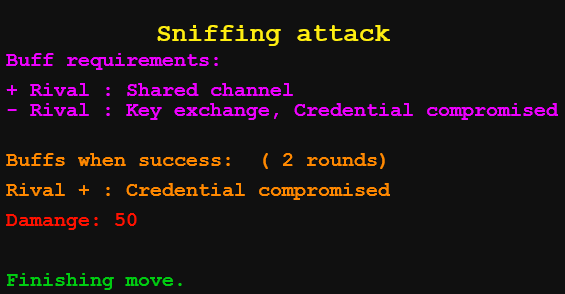 Sniffing attack
Buff requirements:
+ Rival : Shared channel
- Rival : Key exchange, Credential compromised
Buffs when success:  ( 2 rounds)
Rival + : Credential compromised
Damange: 50
Finishing move.